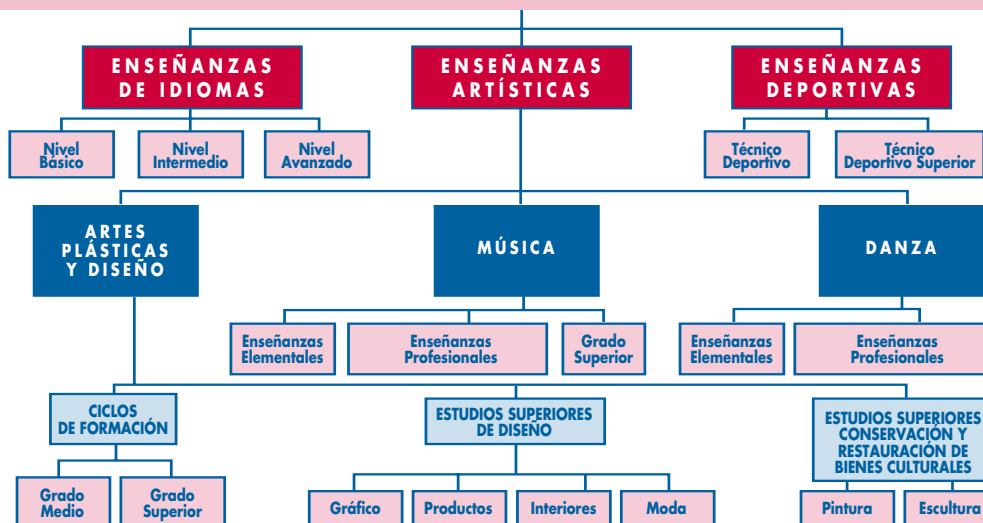 ENSEÑANZAS
DE IDIOMAS
ENSEÑANZAS
ARTÍSTICAS
ENSEÑANZAS
DEPORTIVAS
Nivel
Básico
Nivel
Intermedio
Nivel
Avanzado
Técnico
Deportivo
Técnico
Deportivo Superior
ARTES
PLÁSTICAS
Y DISEÑO
MÚSICA
DANZA
Enseñanzas
Elementales
Enseñanzas
Profesionales
Grado
Superior
Enseñanzas
Elementales
Enseñanzas
Profesionales
CICLOS
DE FORMACIÓN
ESTUDIOS SUPERIORES
DE DISEÑO
ESTUDIOS SUPERIORES
CONSERVACIÓN Y
RESTAURACIÓN DE
BIENES CULTURALES
Grado
Medio
Grado
Superior
Gráfico
Productos
Interiores
Moda
Pintura
Escultura